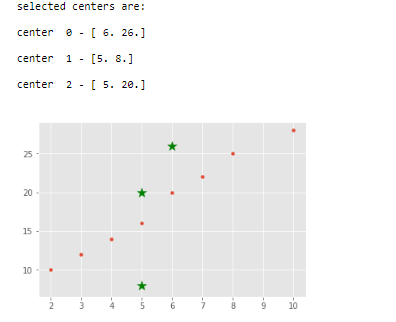 selected centers are:
center  0 - [ 6. 26.]
center  1 - [5. 8.]
center  2 - [ 5. 20.]
25
20
15
10
2 3 4 5 6 7 8 9 10